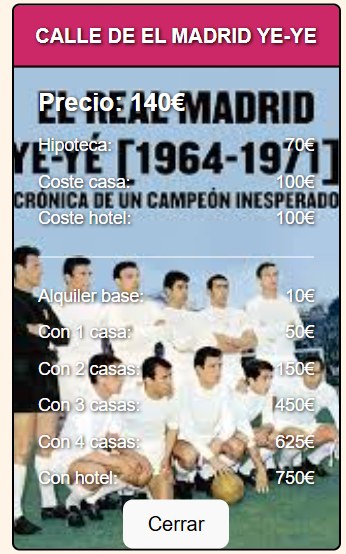 CALLE DE EL MADRID YE-YE
Precio: 140€
EL REAL MADRID
Hipoteca: 70€
YE-YÉ [1964-1971]
Coste casa: 100€
CRÓNICA DE UN CAMPEÓN INESPERADO
Coste hotel: 100€
Alquiler base: 10€
Con 1 casa: 50€
Con 2 casas: 150€
Con 3 casas: 450€
Con 4 casas: 625€
Con hotel: 750€
Cerrar